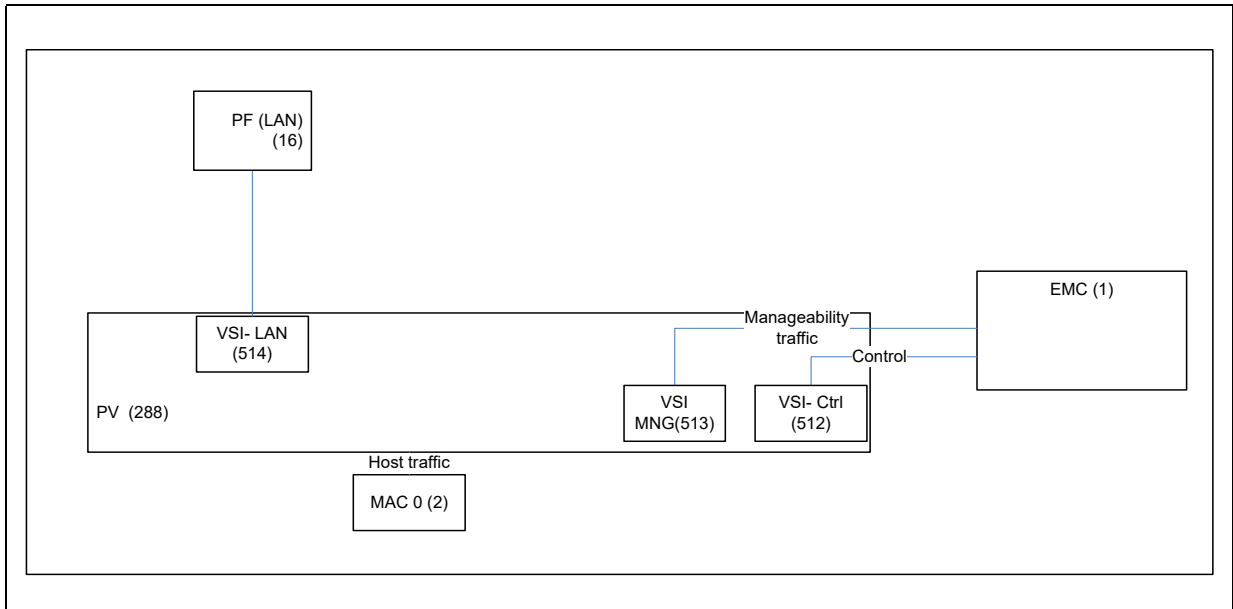 PF (LAN)
(16)
EMC (1)
Manageability
traffic
VSI- LAN
(514)
Control
PV (288)
VSI
MNG(513)
VSI- Ctrl
(512)
Host traffic
MAC 0 (2)